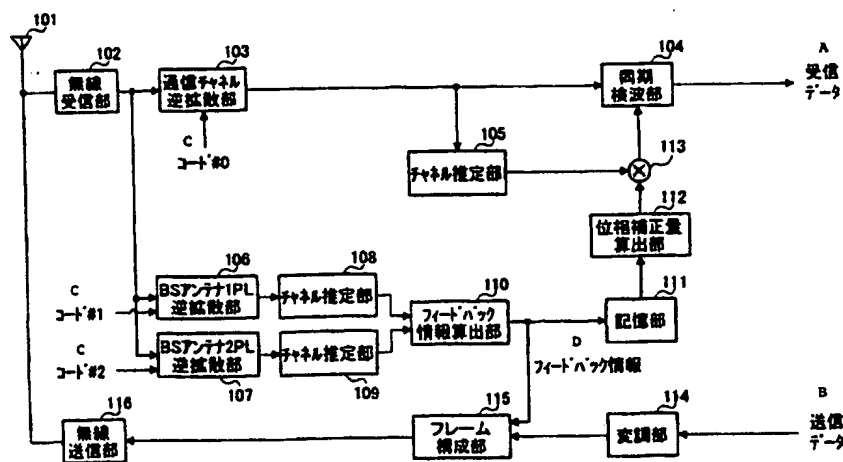 101
102
無線
受信部
103
通信チャネル
逆拡散部
C
コード#0
104
同期
検波部
A
受信
データ
105
チャネル推定部
113
112
位相補正量
算出部
106
BSアンテナ1PL
逆拡散部
108
チャネル推定部
110
フィードバック
情報算出部
111
記憶部
C
コード#1
C
コード#2
BSアンテナ2PL
逆拡散部
107
チャネル推定部
109
D
フィードバック情報
116
無線
送信部
115
フレーム
構成部
114
変調部
B
送信
データ